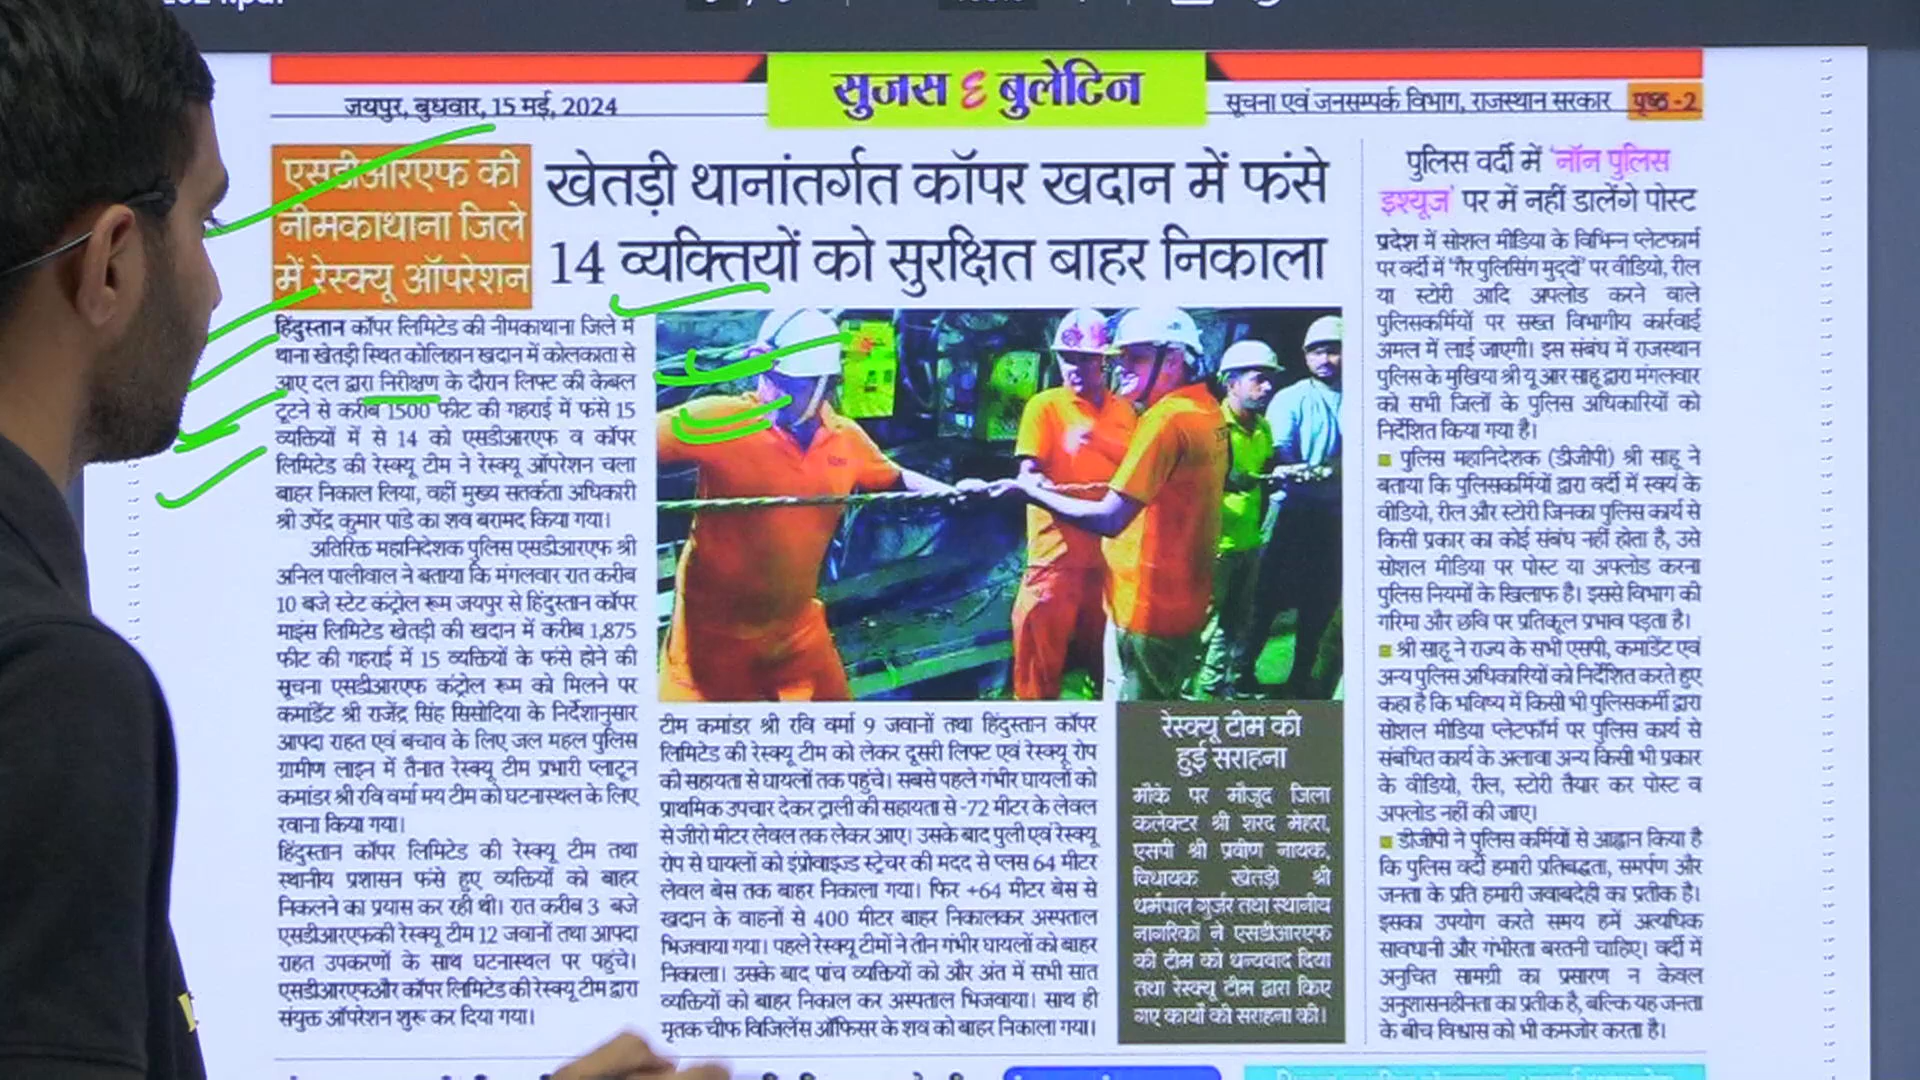 जयपुर, बुधवार, 15 मई, 2024
सुजस e बुलेटिन
सूचना एवं जनसम्पर्क विभाग, राजस्थान सरकार
पृष्ठ -2
एसडीआरएफ की
नीमकाथाना जिले
में रेस्क्यू ऑपरेशन
खेतड़ी थानांतर्गत कॉपर खदान में फंसे
14 व्यक्तियों को सुरक्षित बाहर निकाला
हिंदुस्तान कॉपर लिमिटेड की नीमकाथाना जिले में
थाना खेतड़ी स्थित कोलिहान खदान में कोलकाता से
आए दल द्वारा निरीक्षण के दौरान लिफ्ट की केबल
टूटने से करीब 1500 फीट की गहराई में फंसे 15
व्यक्तियों में से 14 को एसडीआरएफ व कॉपर
लिमिटेड की रेस्क्यू टीम ने रेस्क्यू ऑपरेशन चला
बाहर निकाल लिया, वहीं मुख्य सतर्कता अधिकारी
श्री उपेंद्र कुमार पांडे का शव बरामद किया गया।
अतिरिक्त महानिदेशक पुलिस एसडीआरएफ श्री
अनिल पालीवाल ने बताया कि मंगलवार रात करीब
10 बजे स्टेट कंट्रोल रूम जयपुर से हिंदुस्तान कॉपर
माइंस लिमिटेड खेतड़ी की खदान में करीब 1,875
फीट की गहराई में 15 व्यक्तियों के फंसे होने की
सूचना एसडीआरएफ कंट्रोल रूम को मिलने पर
कमांडेंट श्री राजेंद्र सिंह सिसोदिया के निर्देशानुसार
आपदा राहत एवं बचाव के लिए जल महल पुलिस
ग्रामीण लाइन में तैनात रेस्क्यू टीम प्रभारी प्लाटून
कमांडर श्री रवि वर्मा मय टीम को घटनास्थल के लिए
रवाना किया गया।
हिंदुस्तान कॉपर लिमिटेड की रेस्क्यू टीम तथा
स्थानीय प्रशासन फंसे हुए व्यक्तियों को बाहर
निकलने का प्रयास कर रही थी। रात करीब 3 बजे
एसडीआरएफकी रेस्क्यू टीम 12 जवानों तथा आपदा
राहत उपकरणों के साथ घटनास्थल पर पहुंचे।
एसडीआरएफऔर कॉपर लिमिटेड की रेस्क्यू टीम द्वारा
संयुक्त ऑपरेशन शुरू कर दिया गया।
टीम कमांडर श्री रवि वर्मा 9 जवानों तथा हिंदुस्तान कॉपर
लिमिटेड की रेस्क्यू टीम को लेकर दूसरी लिफ्ट एवं रेस्क्यू रोप
की सहायता से घायलों तक पहुंचे। सबसे पहले गंभीर घायलों को
प्राथमिक उपचार देकर ट्राली की सहायता से -72 मीटर के लेवल
से जीरो मीटर लेवल तक लेकर आए। उसके बाद पुली एवं रेस्क्यू
रोप से घायलों को इंप्रोवाइज्ड स्ट्रेचर की मदद से प्लस 64 मीटर
लेवल बेस तक बाहर निकाला गया। फिर +64 मीटर बेस से
खदान के वाहनों से 400 मीटर बाहर निकालकर अस्पताल
भिजवाया गया। पहले रेस्क्यू टीमों ने तीन गंभीर घायलों को बाहर
निकाला। उसके बाद पांच व्यक्तियों को और अंत में सभी सात
व्यक्तियों को बाहर निकाल कर अस्पताल भिजवाया। साथ ही
मृतक चीफ विजिलेंस ऑफिसर के शव को बाहर निकाला गया।
रेस्क्यू टीम की
हुई सराहना
मौके पर मौजूद जिला
कलेक्टर श्री शरद मेहरा,
एसपी श्री प्रवीण नायक,
विधायक खेतड़ी श्री
धर्मपाल गुर्जर तथा स्थानीय
नागरिकों ने एसडीआरएफ
की टीम को धन्यवाद दिया
तथा रेस्क्यू टीम द्वारा किए
गए कार्यों की सराहना की।
पुलिस वर्दी में 'नॉन पुलिस
इश्यूज' पर में नहीं डालेंगे पोस्ट
प्रदेश में सोशल मीडिया के विभिन्न प्लेटफार्म
पर वर्दी में 'गैर पुलिसिंग मुद्दों' पर वीडियो, रील
या स्टोरी आदि अपलोड करने वाले
पुलिसकर्मियों पर सख्त विभागीय कार्रवाई
अमल में लाई जाएगी। इस संबंध में राजस्थान
पुलिस के मुखिया श्री यू आर साहू द्वारा मंगलवार
को सभी जिलों के पुलिस अधिकारियों को
निर्देशित किया गया है।
पुलिस महानिदेशक (डीजीपी) श्री साहू ने
बताया कि पुलिसकर्मियों द्वारा वर्दी में स्वयं के
वीडियो, रील और स्टोरी जिनका पुलिस कार्य से
किसी प्रकार का कोई संबंध नहीं होता है, उसे
सोशल मीडिया पर पोस्ट या अपलोड करना
पुलिस नियमों के खिलाफ है। इससे विभाग की
गरिमा और छवि पर प्रतिकूल प्रभाव पड़ता है।
श्री साहू ने राज्य के सभी एसपी, कमांडेंट एवं
अन्य पुलिस अधिकारियों को निर्देशित करते हुए
कहा है कि भविष्य में किसी भी पुलिसकर्मी द्वारा
सोशल मीडिया प्लेटफॉर्म पर पुलिस कार्य से
संबंधित कार्य के अलावा अन्य किसी भी प्रकार
के वीडियो, रील, स्टोरी तैयार कर पोस्ट व
अपलोड नहीं की जाए।
डीजीपी ने पुलिस कर्मियों से आह्वान किया है
कि पुलिस वर्दी हमारी प्रतिबद्धता, समर्पण और
जनता के प्रति हमारी जवाबदेही का प्रतीक है।
इसका उपयोग करते समय हमें अत्यधिक
सावधानी और गंभीरता बरतनी चाहिए। वर्दी में
अनुचित सामग्री का प्रसारण न केवल
अनुशासनहीनता का प्रतीक है, बल्कि यह जनता
के बीच विश्वास को भी कमजोर करता है।